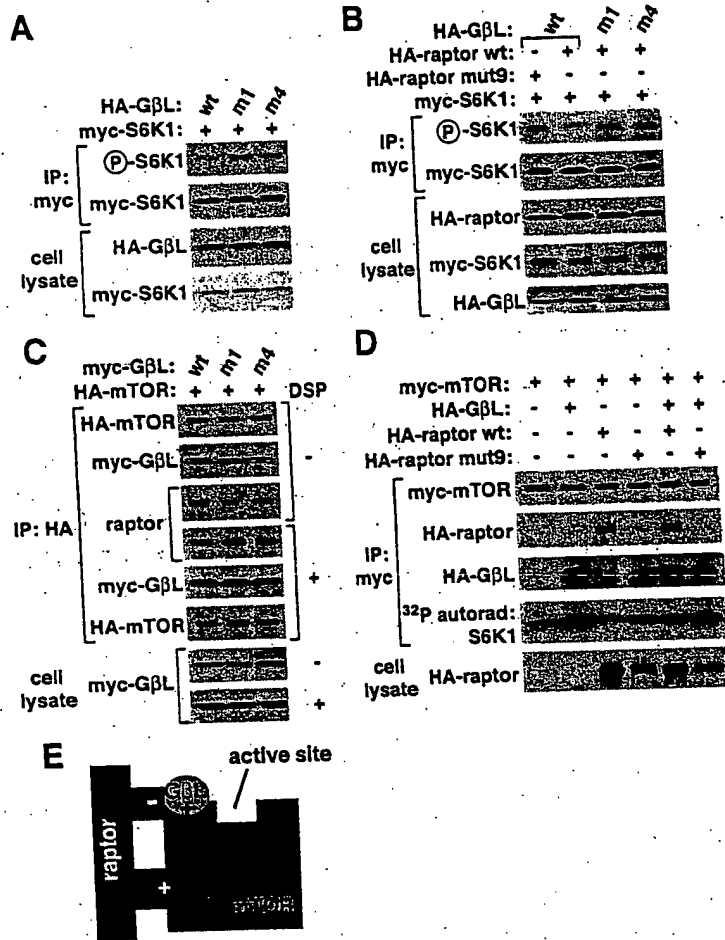 A
HA-GβL: wt m1 m4
myc-S6K1: + + +
IP: myc
Ⓟ-S6K1
myc-S6K1
cell lysate
HA-GβL
myc-S6K1
B
HA-GβL: wt m1 m4
HA-raptor wt: - + + +
HA-raptor mut9: + - - -
myc-S6K1: + + + +
IP: myc
Ⓟ-S6K1
myc-S6K1
cell lysate
HA-raptor
myc-S6K1
HA-GβL
C
myc-GβL: wt m1 m4
HA-mTOR: + + + DSP
IP: HA
HA-mTOR
myc-GβL
-
raptor
myc-GβL
+
HA-mTOR
cell lysate
myc-GβL
-
+
D
myc-mTOR: + + + + + +
HA-GβL: - + - - + +
HA-raptor wt: - - + - + -
HA-raptor mut9: - - - + - +
IP: myc
myc-mTOR
HA-raptor
HA-GβL
³²P autorad: S6K1
cell lysate
HA-raptor
E
active site
GβL
-
raptor
+
mTOR